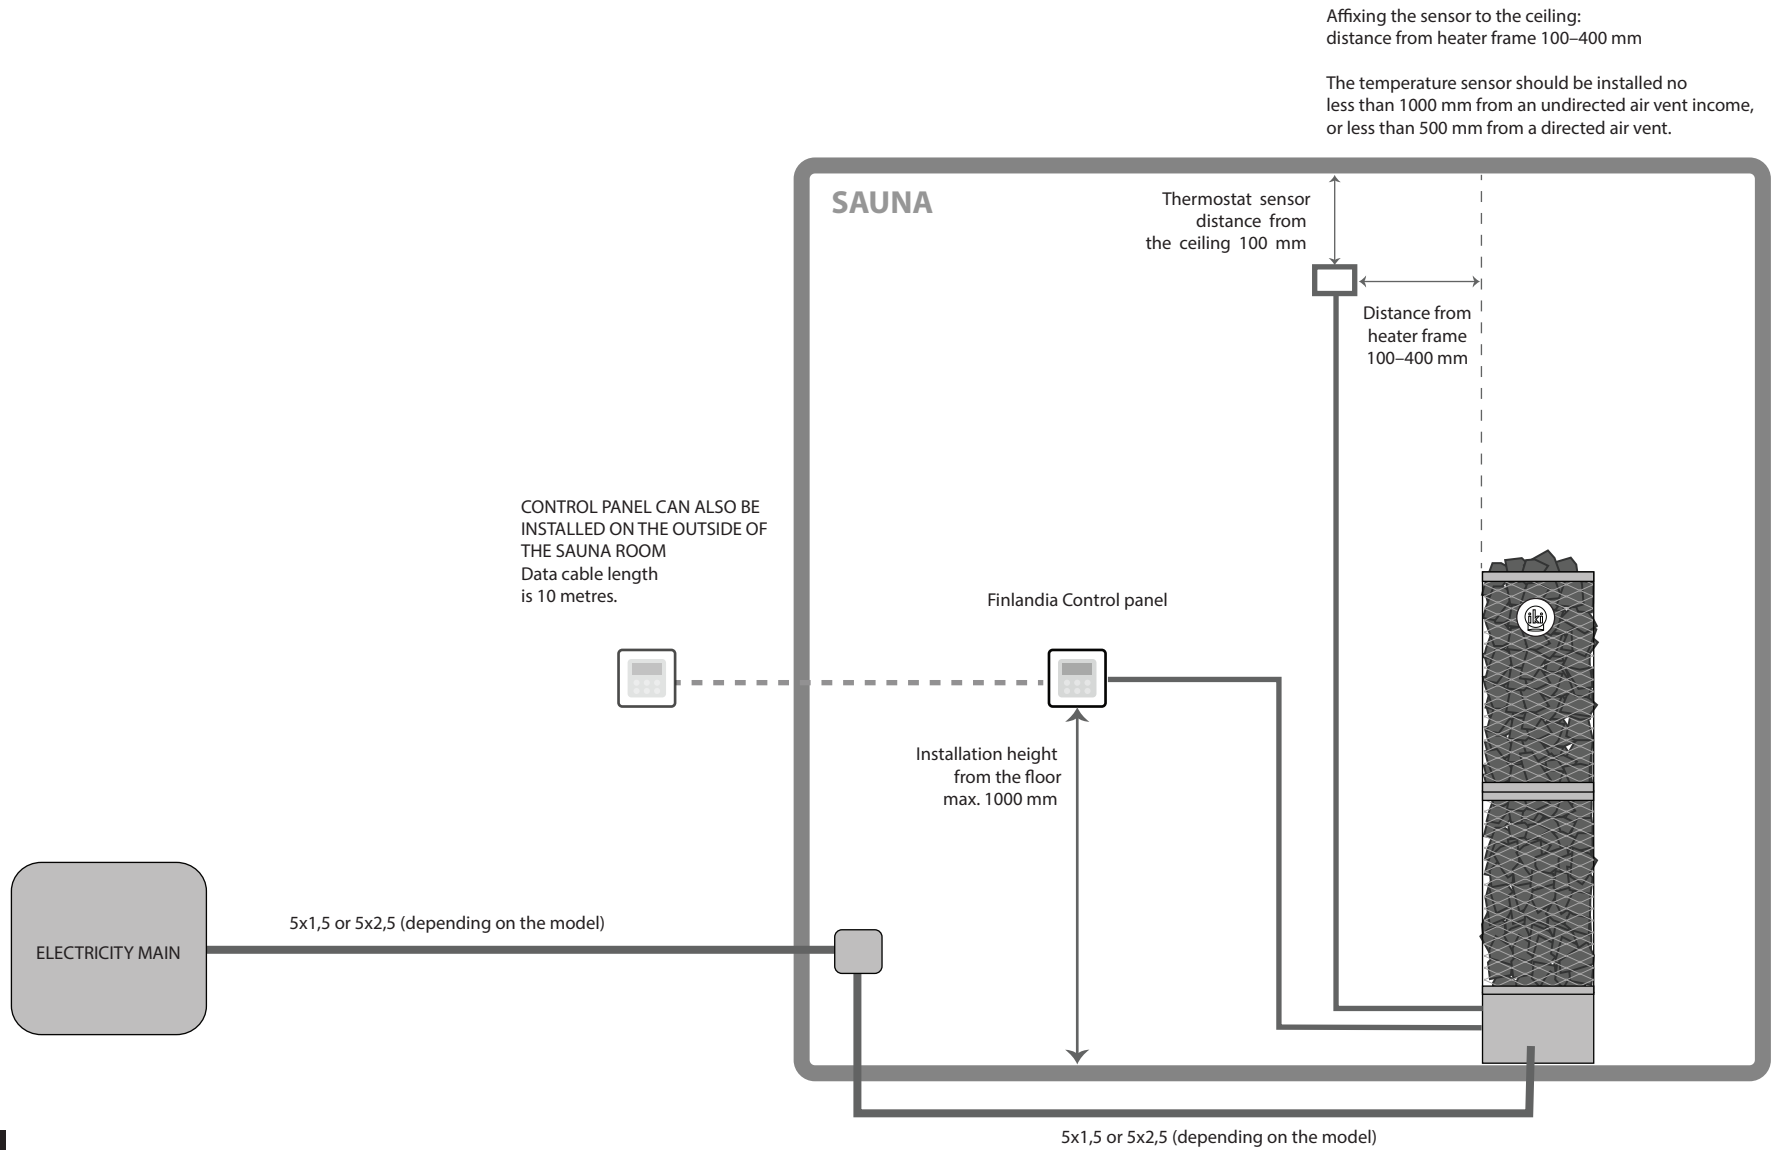 Affixing the sensor to the ceiling:
distance from heater frame 100–400 mm
The temperature sensor should be installed no
less than 1000 mm from an undirected air vent income,
or less than 500 mm from a directed air vent.
SAUNA
Thermostat sensor
distance from
the ceiling 100 mm
Distance from
heater frame
100–400 mm
CONTROL PANEL CAN ALSO BE
INSTALLED ON THE OUTSIDE OF
THE SAUNA ROOM
Data cable length
is 10 metres.
Finlandia Control panel
iki
Installation height
from the floor
max. 1000 mm
5x1,5 or 5x2,5 (depending on the model)
ELECTRICITY MAIN
5x1,5 or 5x2,5 (depending on the model)